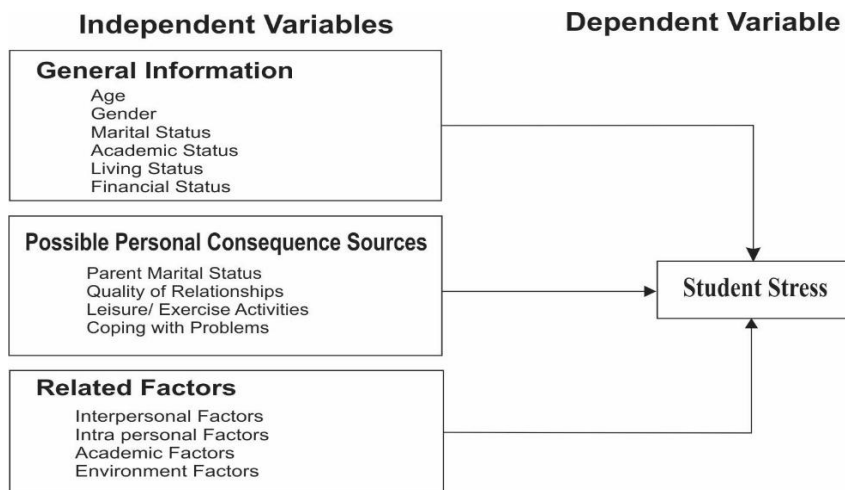 Independent Variables
Dependent Variable
General Information
Age
Gender
Marital Status
Academic Status
Living Status
Financial Status
Possible Personal Consequence Sources
Parent Marital Status
Quality of Relationships
Leisure/ Exercise Activities
Coping with Problems
Student Stress
Related Factors
Interpersonal Factors
Intra personal Factors
Academic Factors
Environment Factors